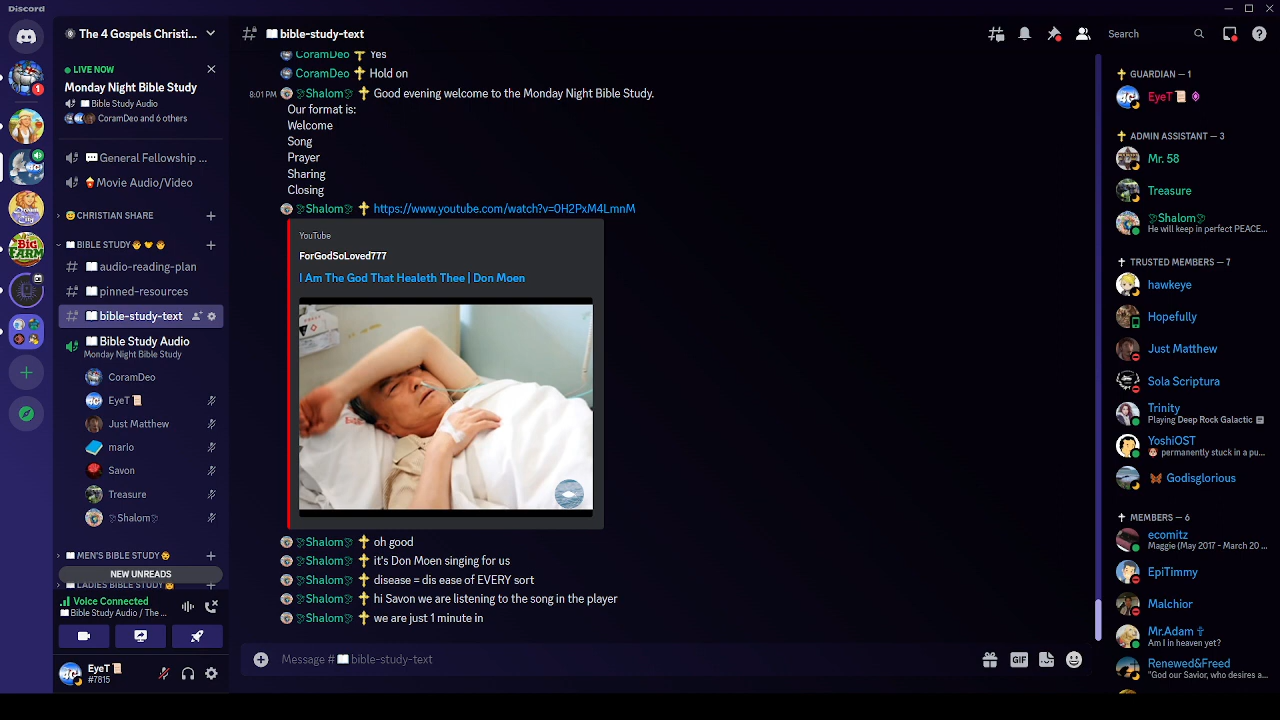 Discord
The 4 Gospels Christi...
LIVE NOW
Monday Night Bible Study
Bible Study Audio
CoramDeo and 6 others
General Fellowship ...
Movie Audio/Video
CHRISTIAN SHARE
BIBLE STUDY
audio-reading-plan
pinned-resources
bible-study-text
Bible Study Audio
Monday Night Bible Study
CoramDeo
EyeT
Just Matthew
mario
Savon
Treasure
Shalom
MEN'S BIBLE STUDY
NEW UNREADS
LADIES BIBLE STUDY
Voice Connected
Bible Study Audio / The ...
EyeT
#7815
1
bible-study-text
Search
CoramDeo Yes
CoramDeo Hold on
8:01 PM Shalom Good evening welcome to the Monday Night Bible Study.
Our format is:
Welcome
Song
Prayer
Sharing
Closing
Shalom https://www.youtube.com/watch?v=0H2PxM4LmnM
YouTube
ForGodSoLoved777
I Am The God That Healeth Thee | Don Moen
Shalom oh good
Shalom it's Don Moen singing for us
Shalom disease = dis ease of EVERY sort
Shalom hi Savon we are listening to the song in the player
Shalom we are just 1 minute in
Message # bible-study-text
GIF
GUARDIAN — 1
EyeT
ADMIN ASSISTANT — 3
Mr. 58
Treasure
Shalom
He will keep in perfect PEACE...
TRUSTED MEMBERS — 7
hawkeye
Hopefully
Just Matthew
Sola Scriptura
Trinity
Playing Deep Rock Galactic
YoshiOST
permanently stuck in a pu...
Godisglorious
MEMBERS — 6
ecomitz
Maggie (May 2017 - March 20 ...
EpiTimmy
Malchior
Mr.Adam
Am I in heaven yet?
Renewed&Freed
"God our Savior, who desires a...